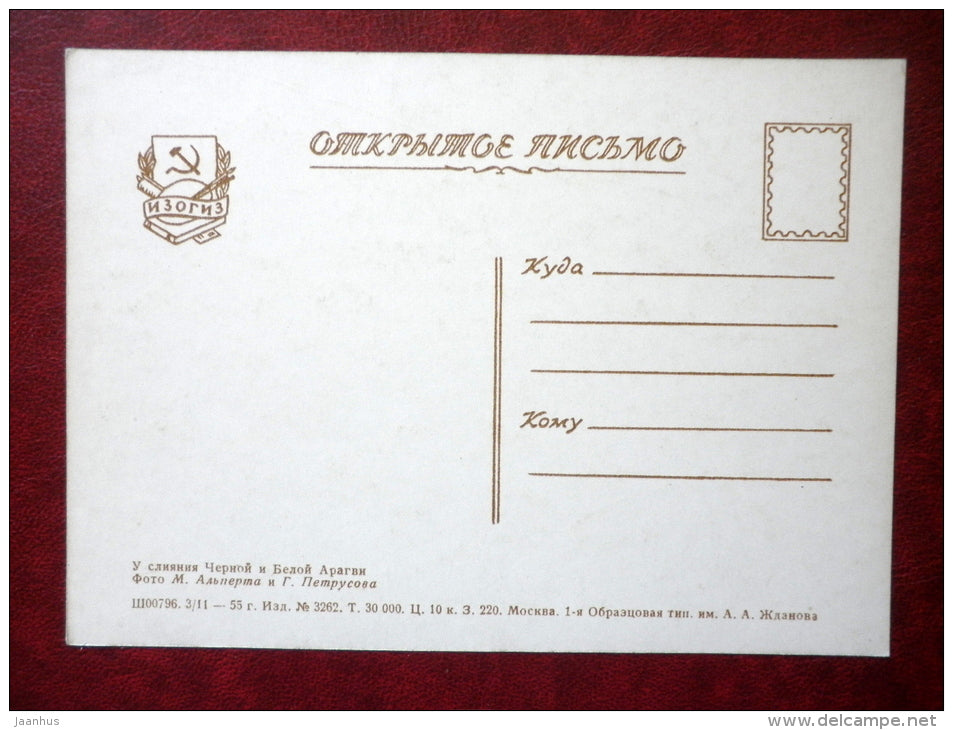 ОТКРЫТОЕ ПИСЬМО
ИЗОГИЗ
Куда
Кому
У слияния Черной и Белой Арагви
Фото М. Альперта и Г. Петрусова
Ш00796. 3/11 — 55 г. Изд. № 3262. Т. 30 000. Ц. 10 к. З. 220. Москва. 1-я Образцовая тип. им. А. А. Жданова
jaanhus
www.delcampe.net